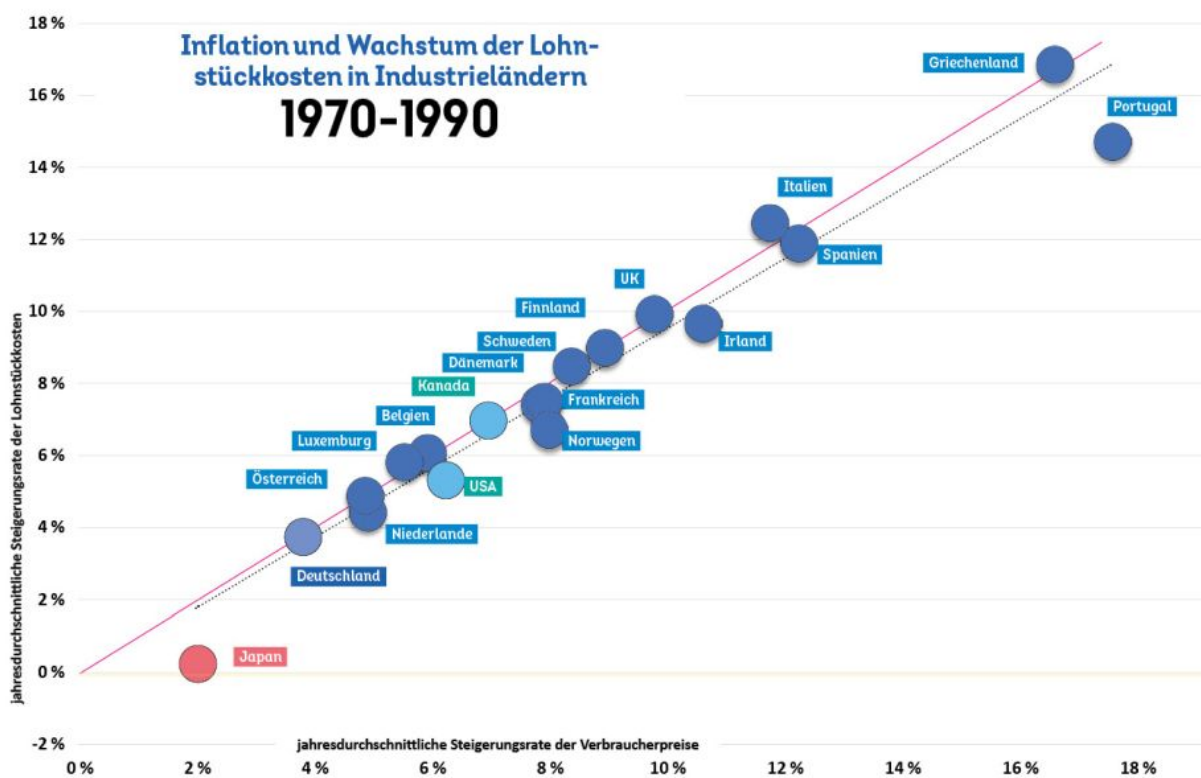 Inflation und Wachstum der Lohn-
stückkosten in Industrieländern
1970-1990
jahresdurchschnittliche Steigerungsrate der Lohnstückkosten
18 %
16 %
14 %
12 %
10 %
8 %
6 %
4 %
2 %
0 %
-2 %
Griechenland
Portugal
Italien
Spanien
UK
Finnland
Irland
Schweden
Dänemark
Kanada
Frankreich
Belgien
Norwegen
Luxemburg
Österreich
USA
Niederlande
Deutschland
Japan
jahresdurchschnittliche Steigerungsrate der Verbraucherpreise
0 %
2 %
4 %
6 %
8 %
10 %
12 %
14 %
16 %
18 %